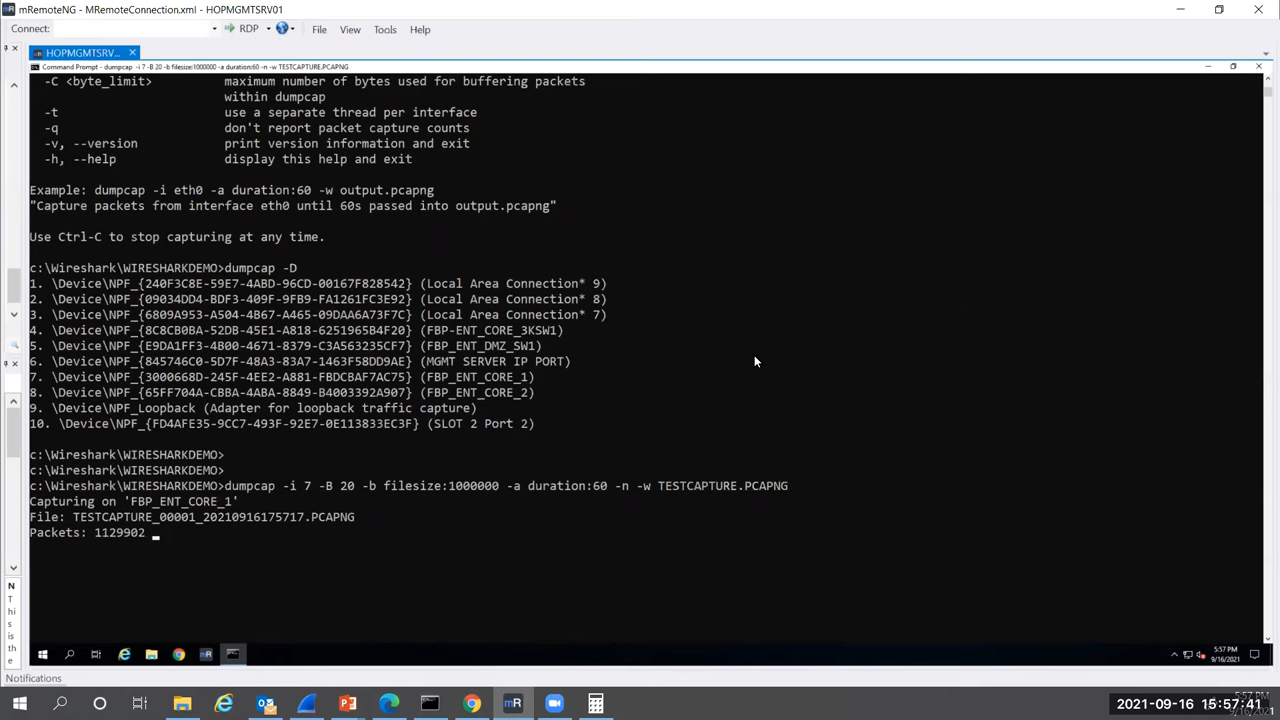 mRemoteNG - MRemoteConnection.xml - HOPMGMTSRV01
Connect: RDP File View Tools Help
HOPMGMTSRV...
Command Prompt - dumpcap -i 7 -B 20 -b filesize:1000000 -a duration:60 -n -w TESTCAPTURE.PCAPNG
-C <byte_limit> maximum number of bytes used for buffering packets
within dumpcap
-t use a separate thread per interface
-q don't report packet capture counts
-v, --version print version information and exit
-h, --help display this help and exit
Example: dumpcap -i eth0 -a duration:60 -w output.pcapng
"Capture packets from interface eth0 until 60s passed into output.pcapng"
Use Ctrl-C to stop capturing at any time.
c:\Wireshark\WIRESHARKDEMO>dumpcap -D
1. \Device\NPF_{240F3C8E-59E7-4ABD-96CD-00167F828542} (Local Area Connection* 9)
2. \Device\NPF_{09034DD4-BDF3-409F-9FB9-FA1261FC3E92} (Local Area Connection* 8)
3. \Device\NPF_{6809A953-A504-4B67-A465-09DAA6A73F7C} (Local Area Connection* 7)
4. \Device\NPF_{8C8CB0BA-52DB-45E1-A818-6251965B4F20} (FBP-ENT_CORE_3KSW1)
5. \Device\NPF_{E9DA1FF3-4B00-4671-8379-C3A563235CF7} (FBP_ENT_DMZ_SW1)
6. \Device\NPF_{845746C0-5D7F-48A3-83A7-1463F58DD9AE} (MGMT SERVER IP PORT)
7. \Device\NPF_{3000668D-245F-4EE2-A881-FBDCBAF7AC75} (FBP_ENT_CORE_1)
8. \Device\NPF_{65FF704A-CBBA-4ABA-8849-B4003392A907} (FBP_ENT_CORE_2)
9. \Device\NPF_Loopback (Adapter for loopback traffic capture)
10. \Device\NPF_{FD4AFE35-9CC7-493F-92E7-0E113833EC3F} (SLOT 2 Port 2)
c:\Wireshark\WIRESHARKDEMO>
c:\Wireshark\WIRESHARKDEMO>
c:\Wireshark\WIRESHARKDEMO>dumpcap -i 7 -B 20 -b filesize:1000000 -a duration:60 -n -w TESTCAPTURE.PCAPNG
Capturing on 'FBP_ENT_CORE_1'
File: TESTCAPTURE_00001_20210916175717.PCAPNG
Packets: 1129902
N
Th
is
is
th
e
5:57 PM
9/16/2021
Notifications
2021-09-16 15:57:41